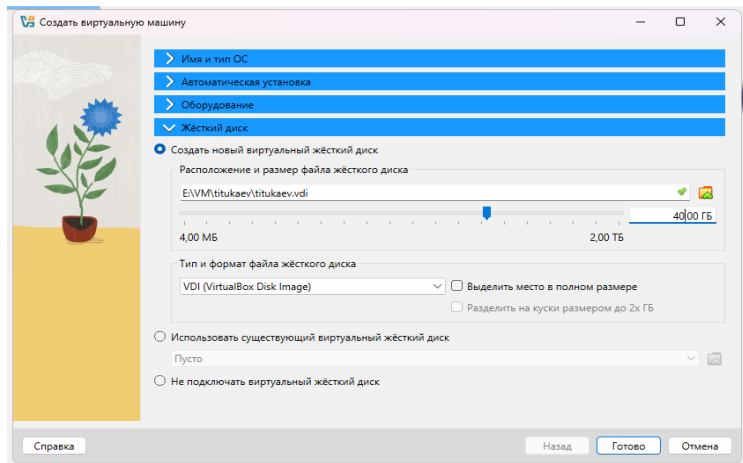 Создать виртуальную машину
Имя и тип ОС
Автоматическая установка
Оборудование
Жёсткий диск
Создать новый виртуальный жёсткий диск
Расположение и размер файла жёсткого диска
E:\VM\titukaev\titukaev.vdi
40,00 ГБ
4,00 МБ 2,00 ТБ
Тип и формат файла жёсткого диска
VDI (VirtualBox Disk Image) Выделить место в полном размере
Разделить на куски размером до 2х ГБ
Использовать существующий виртуальный жёсткий диск
Пусто
Не подключать виртуальный жёсткий диск
Справка Назад Готово Отмена